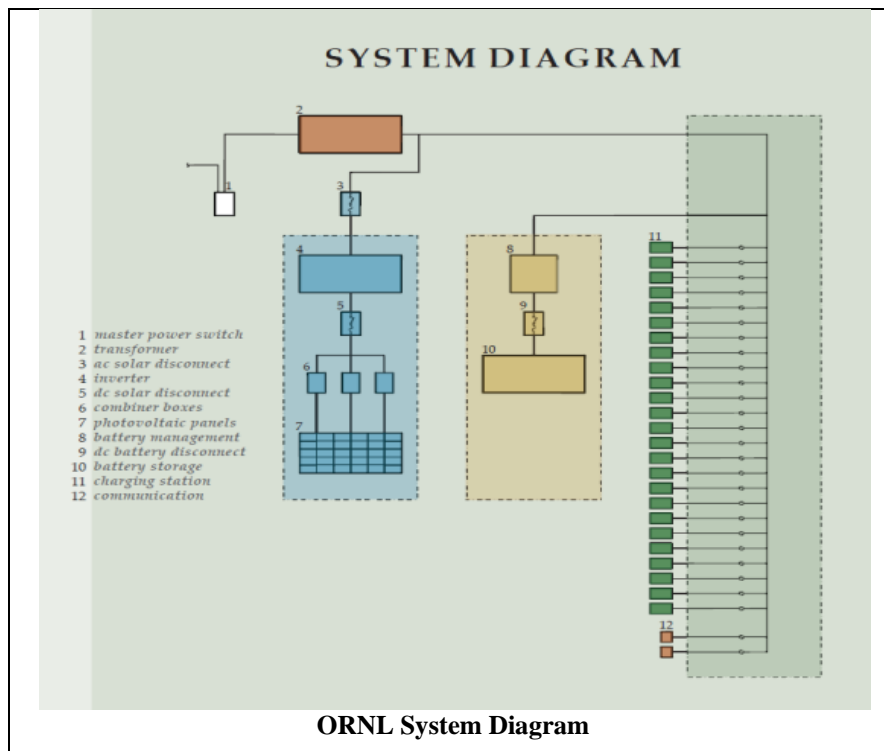 SYSTEM DIAGRAM
2
1
3
4
5
6
7
8
9
10
11
12
1 master power switch
2 transformer
3 ac solar disconnect
4 inverter
5 dc solar disconnect
6 combiner boxes
7 photovoltaic panels
8 battery management
9 dc battery disconnect
10 battery storage
11 charging station
12 communication
ORNL System Diagram